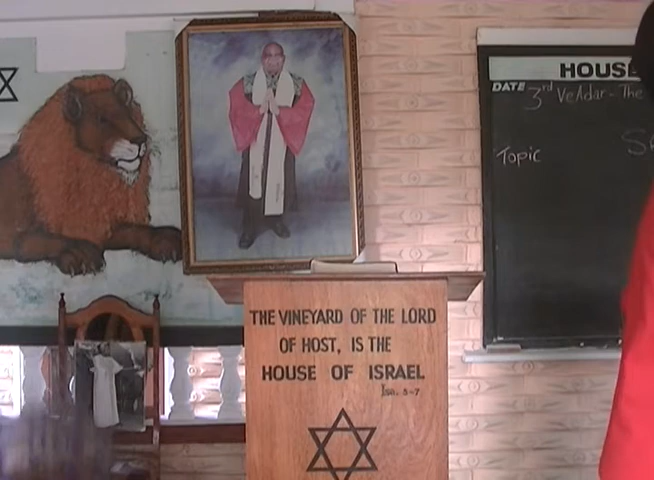 HOUSE
DATE 3rd VeAdar - The
Topic
THE VINEYARD OF THE LORD
OF HOST, IS THE
HOUSE OF ISRAEL
Isa. 5-7